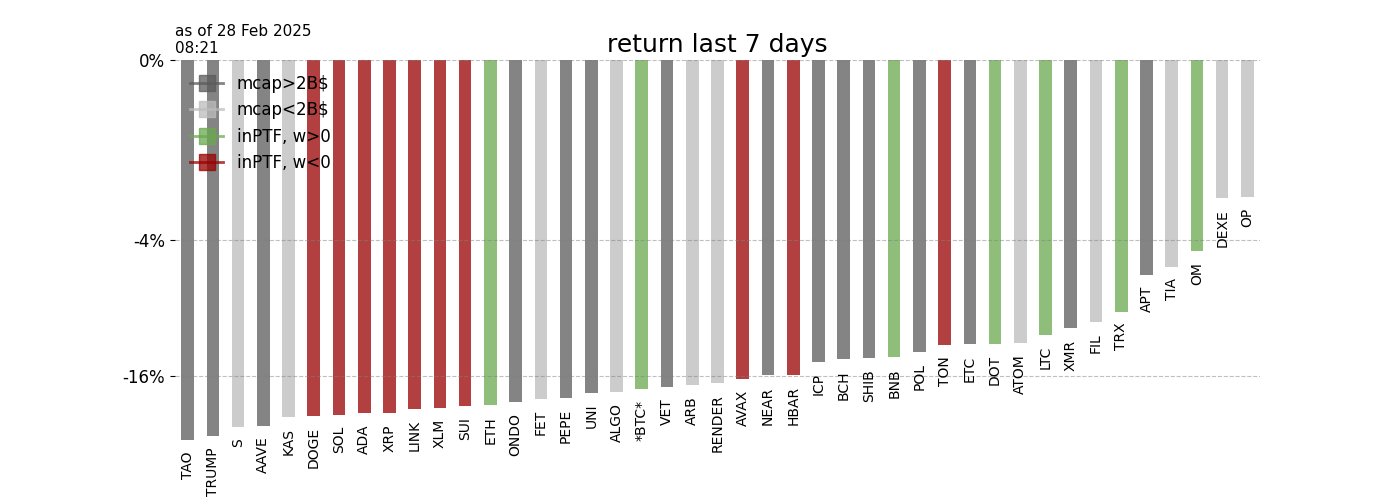 as of 28 Feb 2025
08:21
return last 7 days
0%
-4%
-16%
mcap>2B$
mcap<2B$
inPTF, w>0
inPTF, w<0
TAO
TRUMP
S
AAVE
KAS
DOGE
SOL
ADA
XRP
LINK
XLM
SUI
ETH
ONDO
FET
PEPE
UNI
ALGO
*BTC*
VET
ARB
RENDER
AVAX
NEAR
HBAR
ICP
BCH
SHIB
BNB
POL
TON
ETC
DOT
ATOM
LTC
XMR
FIL
TRX
APT
TIA
OM
DEXE
OP